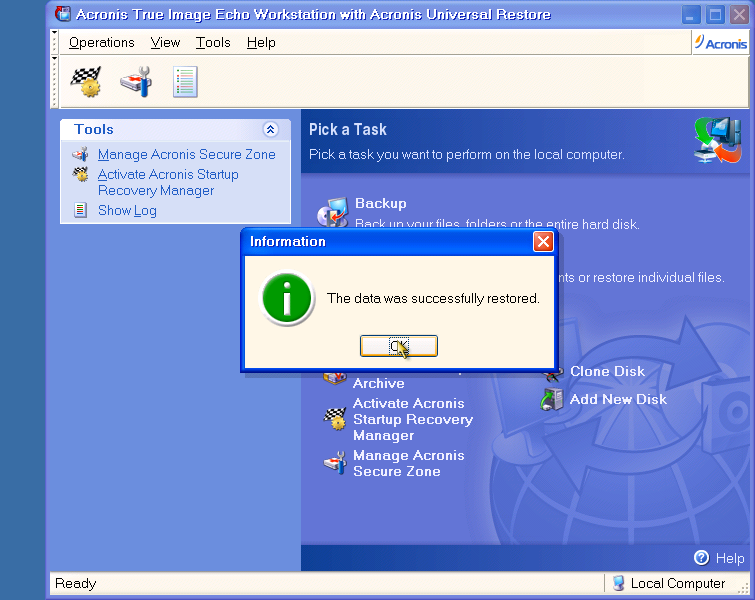 Acronis True Image Echo Workstation with Acronis Universal Restore
Operations View Tools Help
Acronis
Tools
Manage Acronis Secure Zone
Activate Acronis Startup
Recovery Manager
Show Log
Pick a Task
Pick a task you want to perform on the local computer.
Backup
Back up your files, folders or the entire hard disk.
nts or restore individual files.
Information
The data was successfully restored.
Archive
Activate Acronis
Startup Recovery
Manager
Manage Acronis
Secure Zone
Clone Disk
Add New Disk
Help
Ready
Local Computer